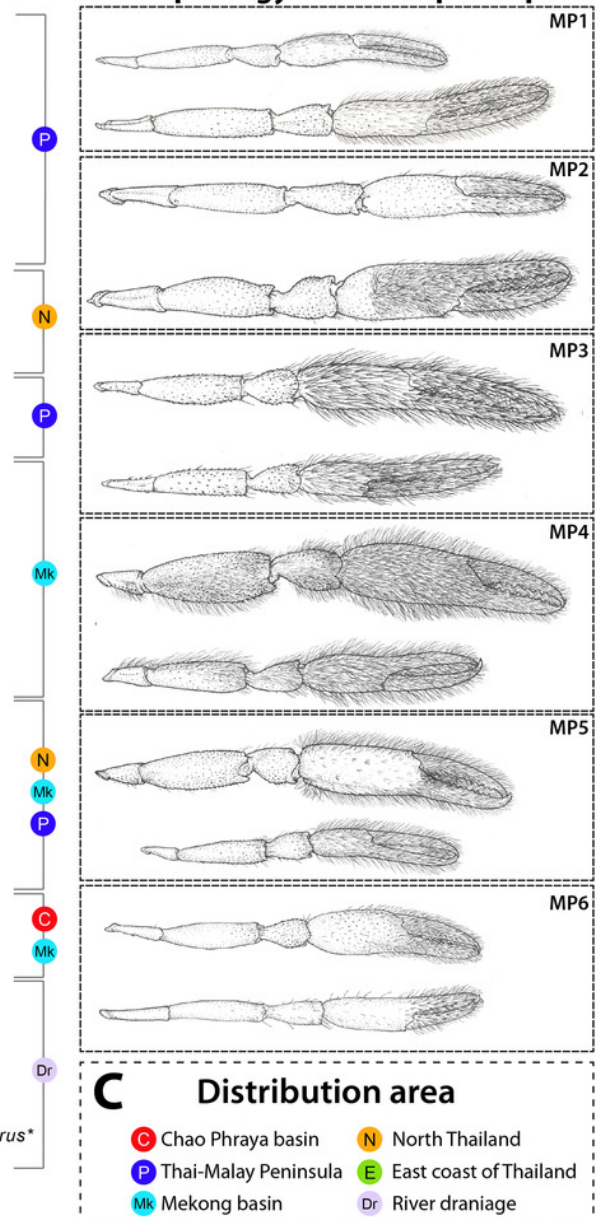 MP1
P
MP2
N
MP3
P
MP4
Mk
MP5
N
Mk
P
MP6
C
Mk
Dr
C Distribution area
rus*
C Chao Phraya basin N North Thailand
P Thai-Malay Peninsula E East coast of Thailand
Mk Mekong basin Dr River draniage